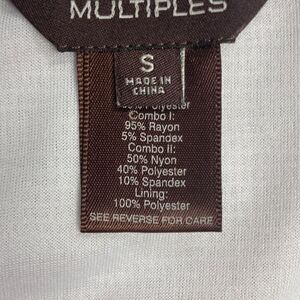 MULTIPLES
S
MADE IN
CHINA
Polyester
Combo I:
95% Rayon
5% Spandex
Combo II:
50% Nyon
40% Polyester
10% Spandex
Lining:
100% Polyester
SEE REVERSE FOR CARE